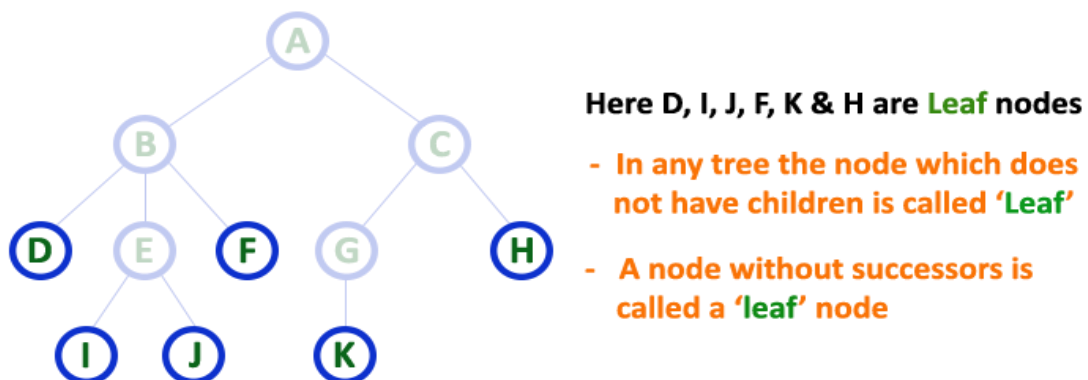 A
B
C
D
E
F
G
H
I
J
K
Here D, I, J, F, K & H are Leaf nodes
- In any tree the node which does
not have children is called ‘Leaf’
- A node without successors is
called a ‘leaf’ node